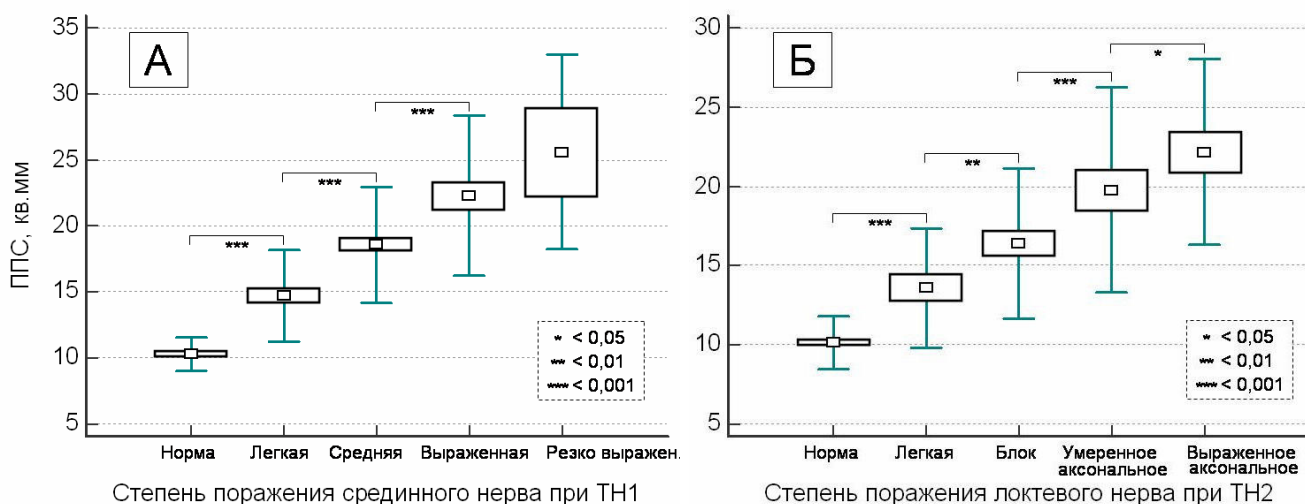 А
ППС, кв.мм
35
30
25
20
15
10
5
***
***
***
* < 0,05
** < 0,01
*** < 0,001
Норма
Легкая
Средняя
Выраженная
Резко выражен.
Степень поражения срединного нерва при ТН1
Б
30
25
20
15
10
5
***
**
***
*
* < 0,05
** < 0,01
*** < 0,001
Норма
Легкая
Блок
Умеренное
аксональное
Выраженное
аксональное
Степень поражения локтевого нерва при ТН2